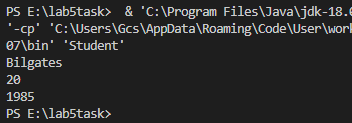 PS E:\lab5task>  & 'C:\Program Files\Java\jdk-18.0
'-cp' 'C:\Users\Gcs\AppData\Roaming\Code\User\work
07\bin' 'Student'
Bilgates
20
1985
PS E:\lab5task>